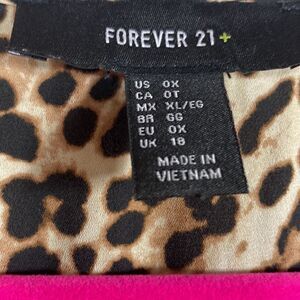 FOREVER 21+
US 0X
CA 0T
MX XL/EG
BR GG
EU 0X
UK 18
MADE IN
VIETNAM